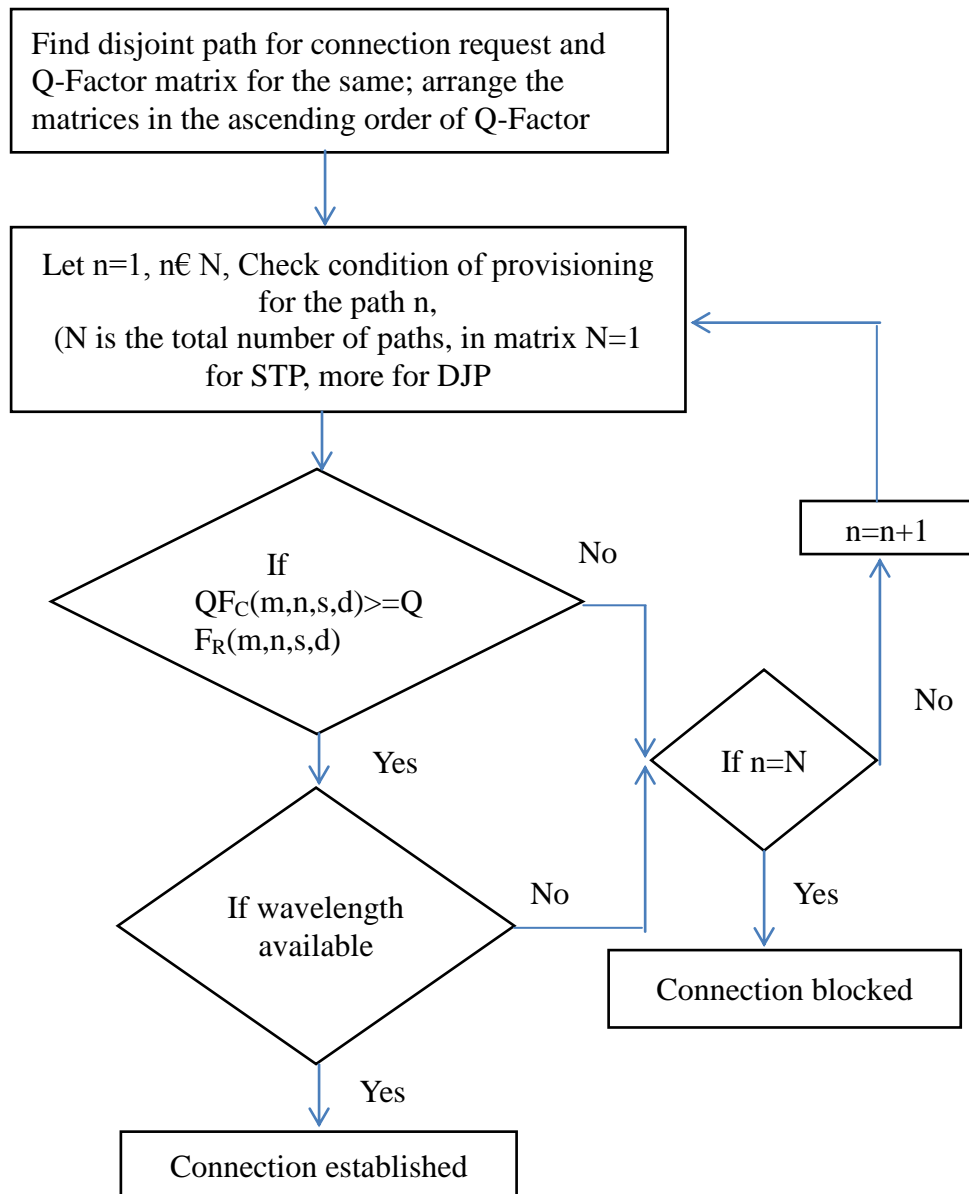 Find disjoint path for connection request and
Q-Factor matrix for the same; arrange the
matrices in the ascending order of Q-Factor
Let n=1, n€ N, Check condition of provisioning
for the path n,
(N is the total number of paths, in matrix N=1
for STP, more for DJP
n=n+1
If
QF_C(m,n,s,d)>=Q
F_R(m,n,s,d)
No
No
If n=N
Yes
If wavelength
available
No
Yes
Connection blocked
Yes
Connection established